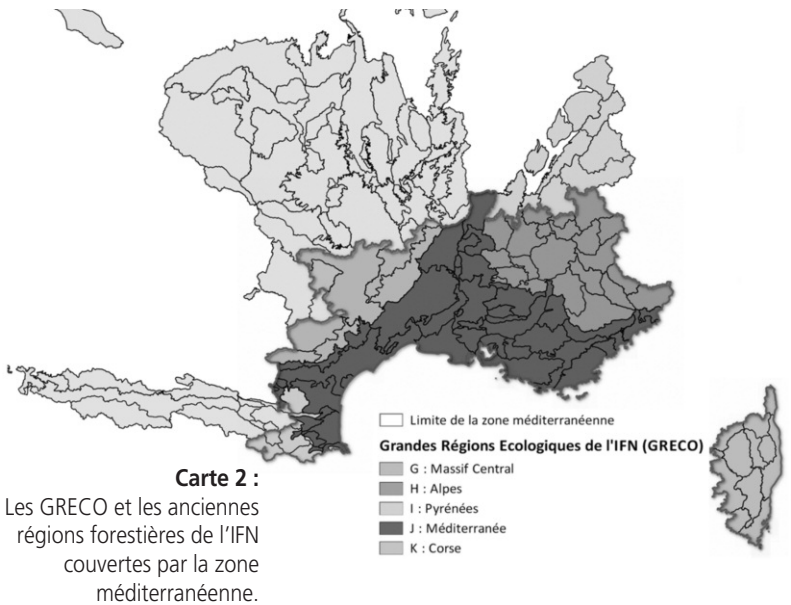 Limite de la zone méditerranéenne
Grandes Régions Ecologiques de l'IFN (GRECO)
G : Massif Central
H : Alpes
I : Pyrénées
J : Méditerranée
K : Corse
Carte 2 :
Les GRECO et les anciennes
régions forestières de l’IFN
couvertes par la zone
méditerranéenne.